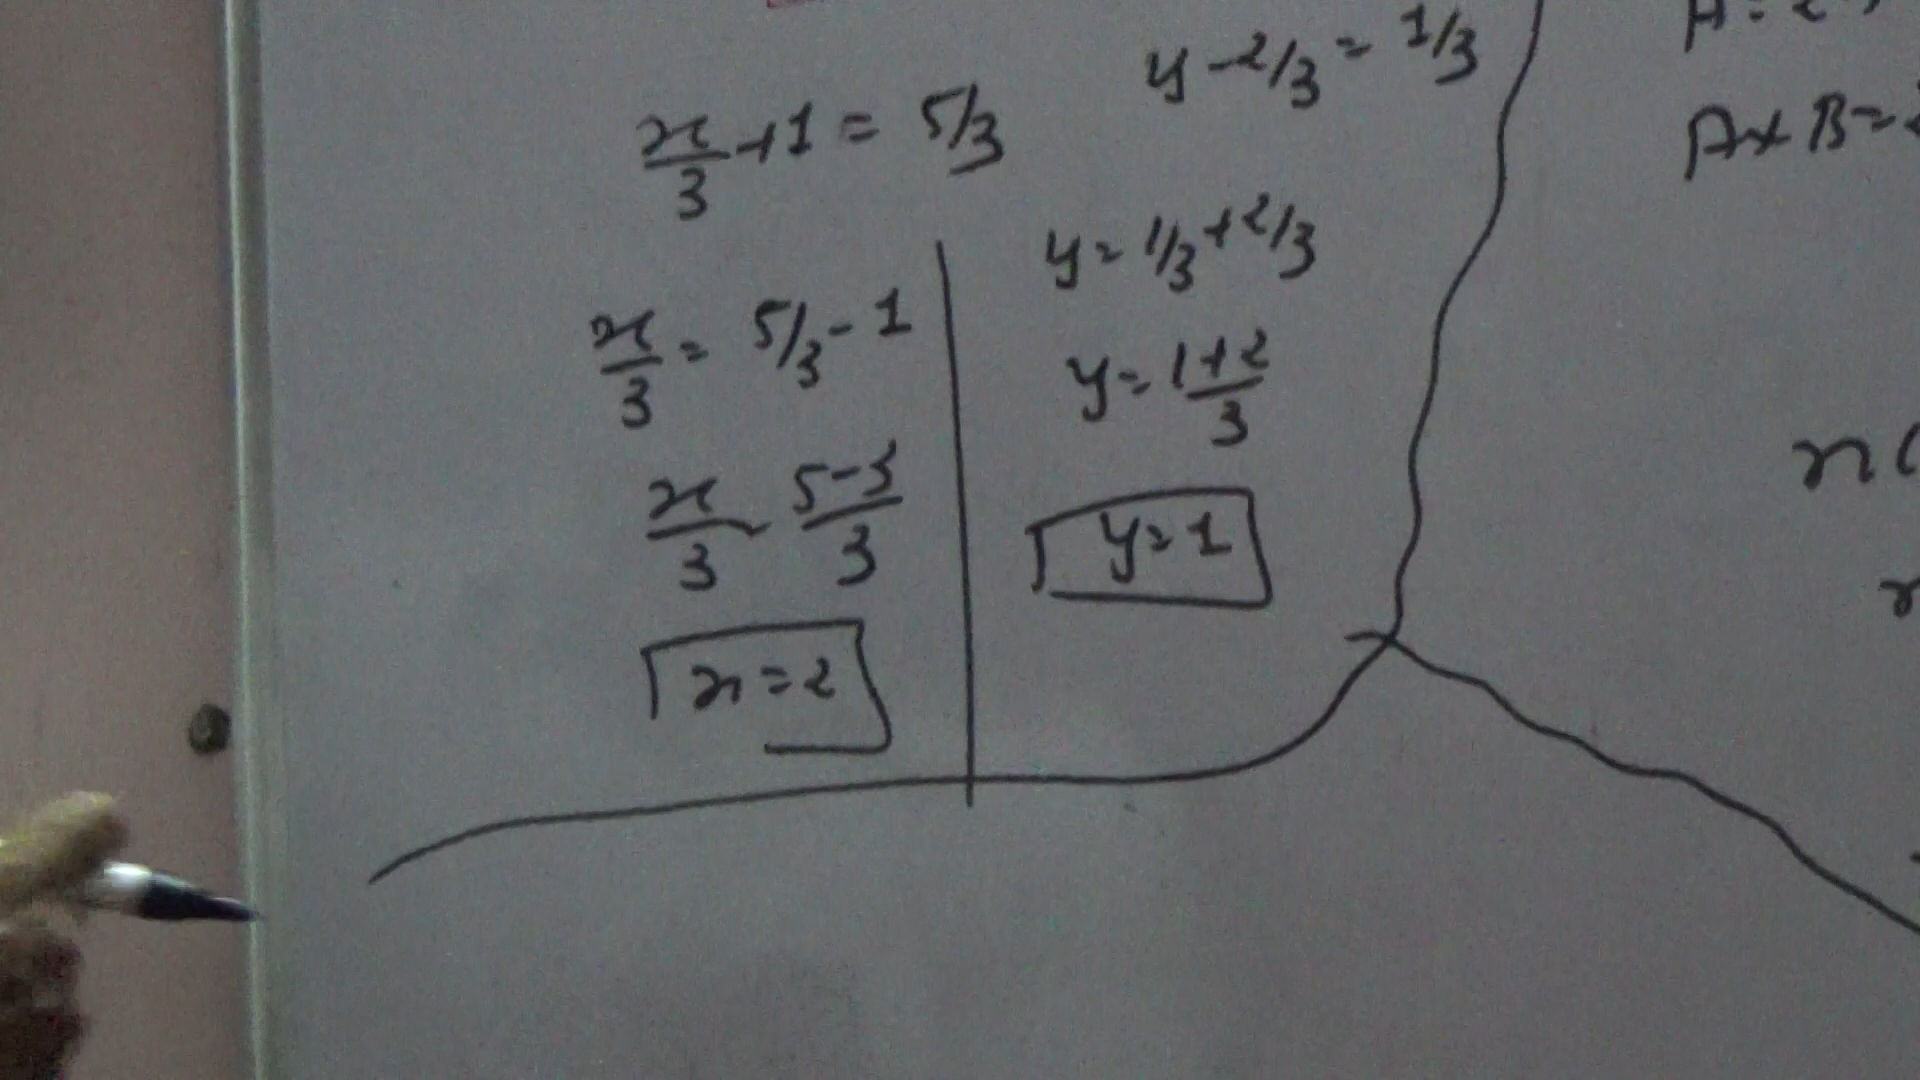 x/3 + 1 = 5/3
y - 2/3 = 1/3
x/3 = 5/3 - 1
y = 1/3 + 2/3
x/3 = 5-3/3
y = 1+2/3
x = 2
y = 1
A × B =
n(